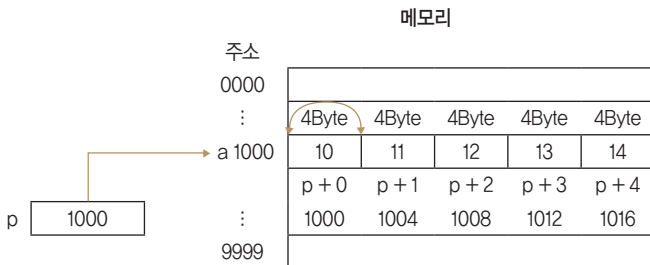 메모리
주소
0000
⋮ 4Byte 4Byte 4Byte 4Byte 4Byte
a 1000 10 11 12 13 14
p + 0 p + 1 p + 2 p + 3 p + 4
p 1000 ⋮ 1000 1004 1008 1012 1016
9999